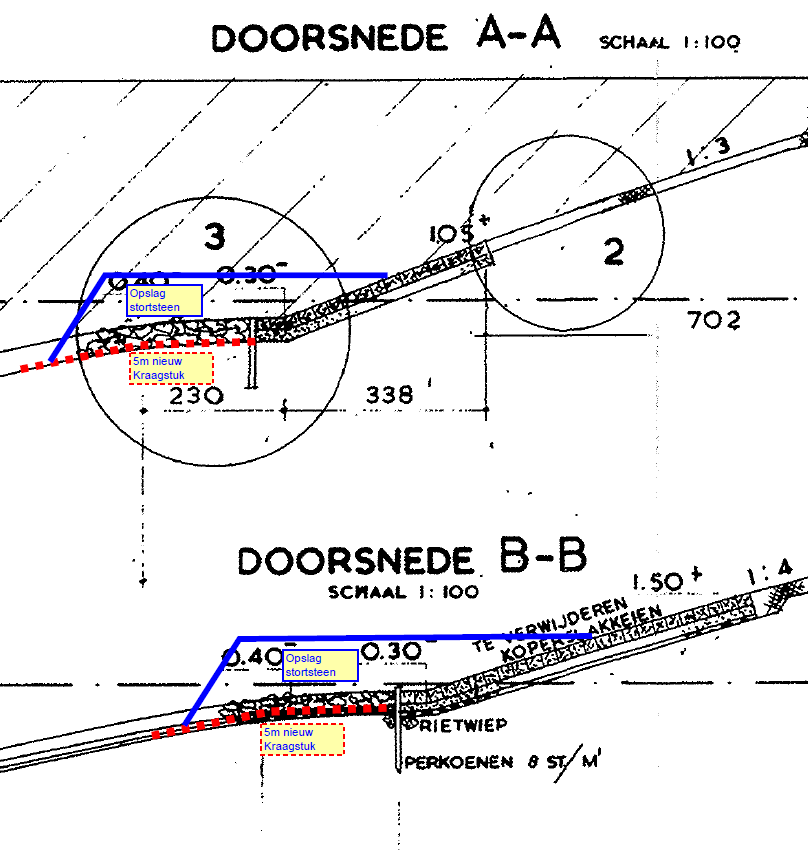 DOORSNEDE A-A SCHAAL 1:100
1:3
3
1.05 +
2
0.40- 0.30-
Opslag
stortsteen
702
5m nieuw
Kraagstuk
230 338
DOORSNEDE B-B
SCHAAL 1:100
1.50 + 1:4
TE VERWIJDEREN
KOPERSLAKKEIEN
0.40- 0.30-
Opslag
stortsteen
RIETWIEP
5m nieuw
Kraagstuk
PERKOENEN 8 ST/M'